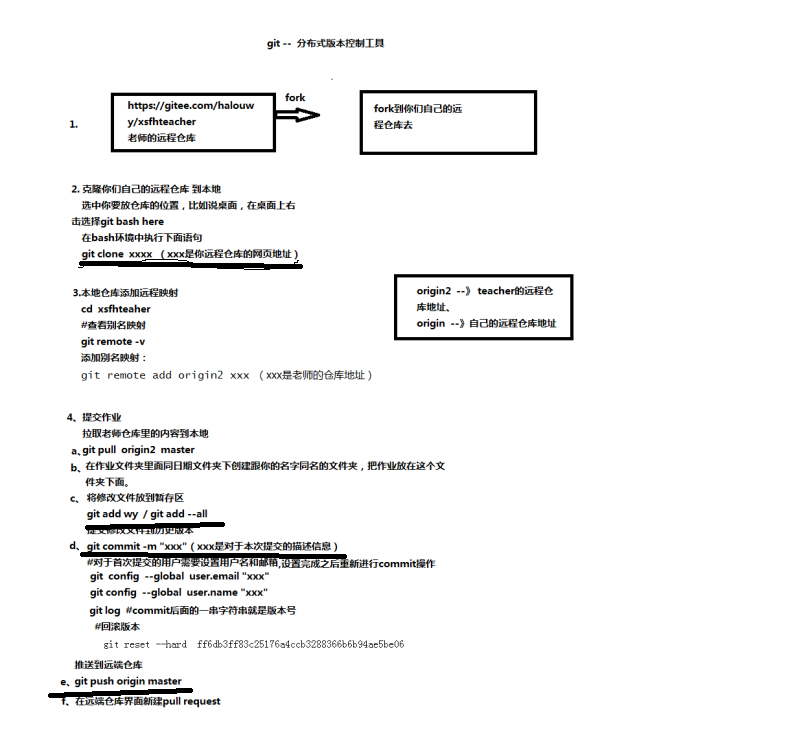 git -- 分布式版本控制工具
1.
https://gitee.com/halouw
y/xsfhteacher
老师的远程仓库
fork
fork到你们自己的远
程仓库去
2. 克隆你们自己的远程仓库 到本地
选中你要放仓库的位置，比如说桌面，在桌面上右
击选择git bash here
在bash环境中执行下面语句
git clone xxxx （xxx是你远程仓库的网页地址）
3.本地仓库添加远程映射
cd xsfhteaher
#查看别名映射
git remote -v
添加别名映射：
git remote add origin2 xxx （xxx是老师的仓库地址）
origin2 --》 teacher的远程仓
库地址、
origin --》自己的远程仓库地址
4、提交作业
拉取老师仓库里的内容到本地
a、git pull origin2 master
b、在作业文件夹里面同日期文件夹下创建跟你的名字同名的文件夹，把作业放在这个文
件夹下面。
c、 将修改文件放到暂存区
git add wy / git add --all
提交修改文件到历史版本
d、 git commit -m "xxx"（xxx是对于本次提交的描述信息）
#对于首次提交的用户需要设置用户名和邮箱,设置完成之后重新进行commit操作
git config --global user.email "xxx"
git config --global user.name "xxx"
git log #commit后面的一串字符串就是版本号
#回滚版本
git reset --hard ff6db3ff83c25176a4ccb3288366b6b94ae5be06
推送到远端仓库
e、git push origin master
f、在远端仓库界面新建pull request